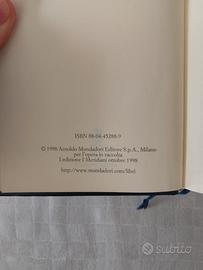 ISBN 88-04-45288-9
© 1998 Arnoldo Mondadori Editore S.p.A., Milano
per l'opera in raccolta
I edizione I Meridiani ottobre 1998
http://www.mondadori.com/libri
subito